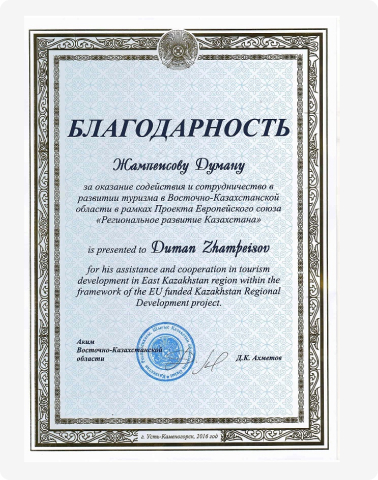 БЛАГОДАРНОСТЬ
Жампеисову Думану
за оказание содействия и сотрудничество в
развитии туризма в Восточно-Казахстанской
области в рамках Проекта Европейского союза
«Региональное развитие Казахстана»
is presented to Duman Zhampeisov
for his assistance and cooperation in tourism
development in East Kazakhstan region within the
framework of the EU funded Kazakhstan Regional
Development project.
Аким
Восточно-Казахстанской
области
Д.К. Ахметов
г. Усть-Каменогорск, 2016 год